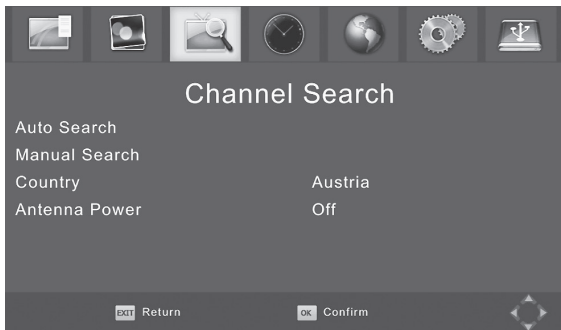 Channel Search
Auto Search
Manual Search
Country Austria
Antenna Power Off
EXIT Return OK Confirm